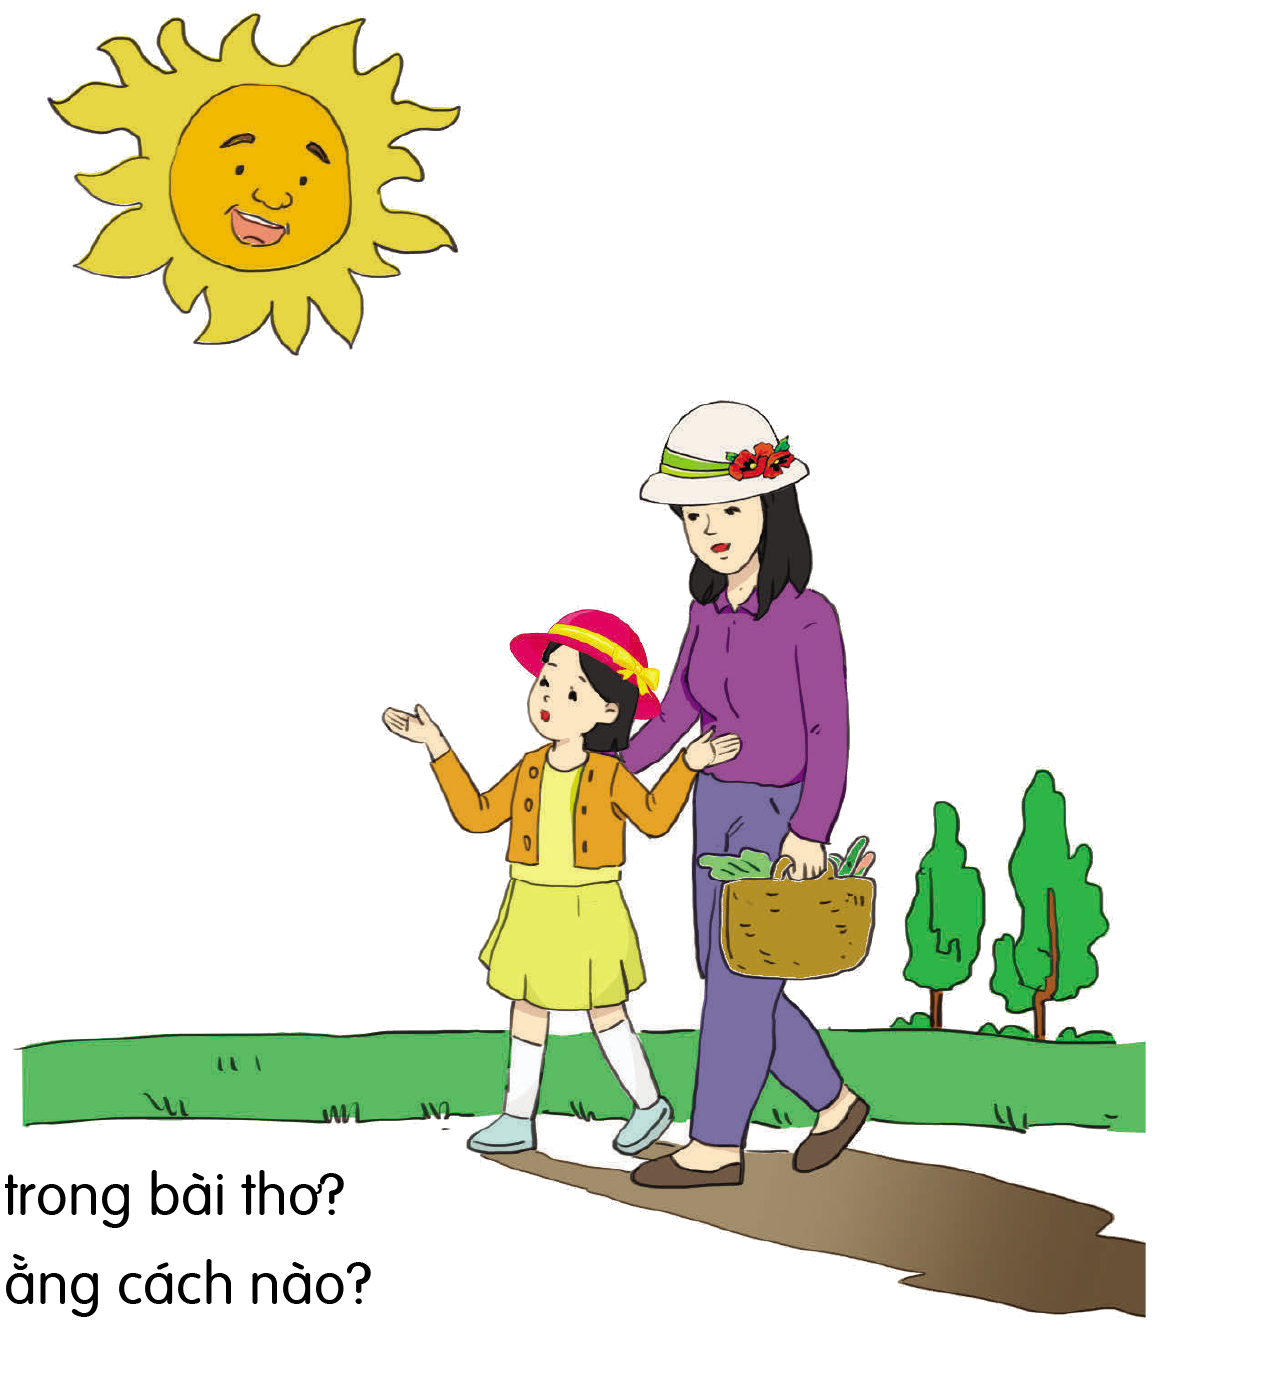 trong bài thơ?
ằng cách nào?